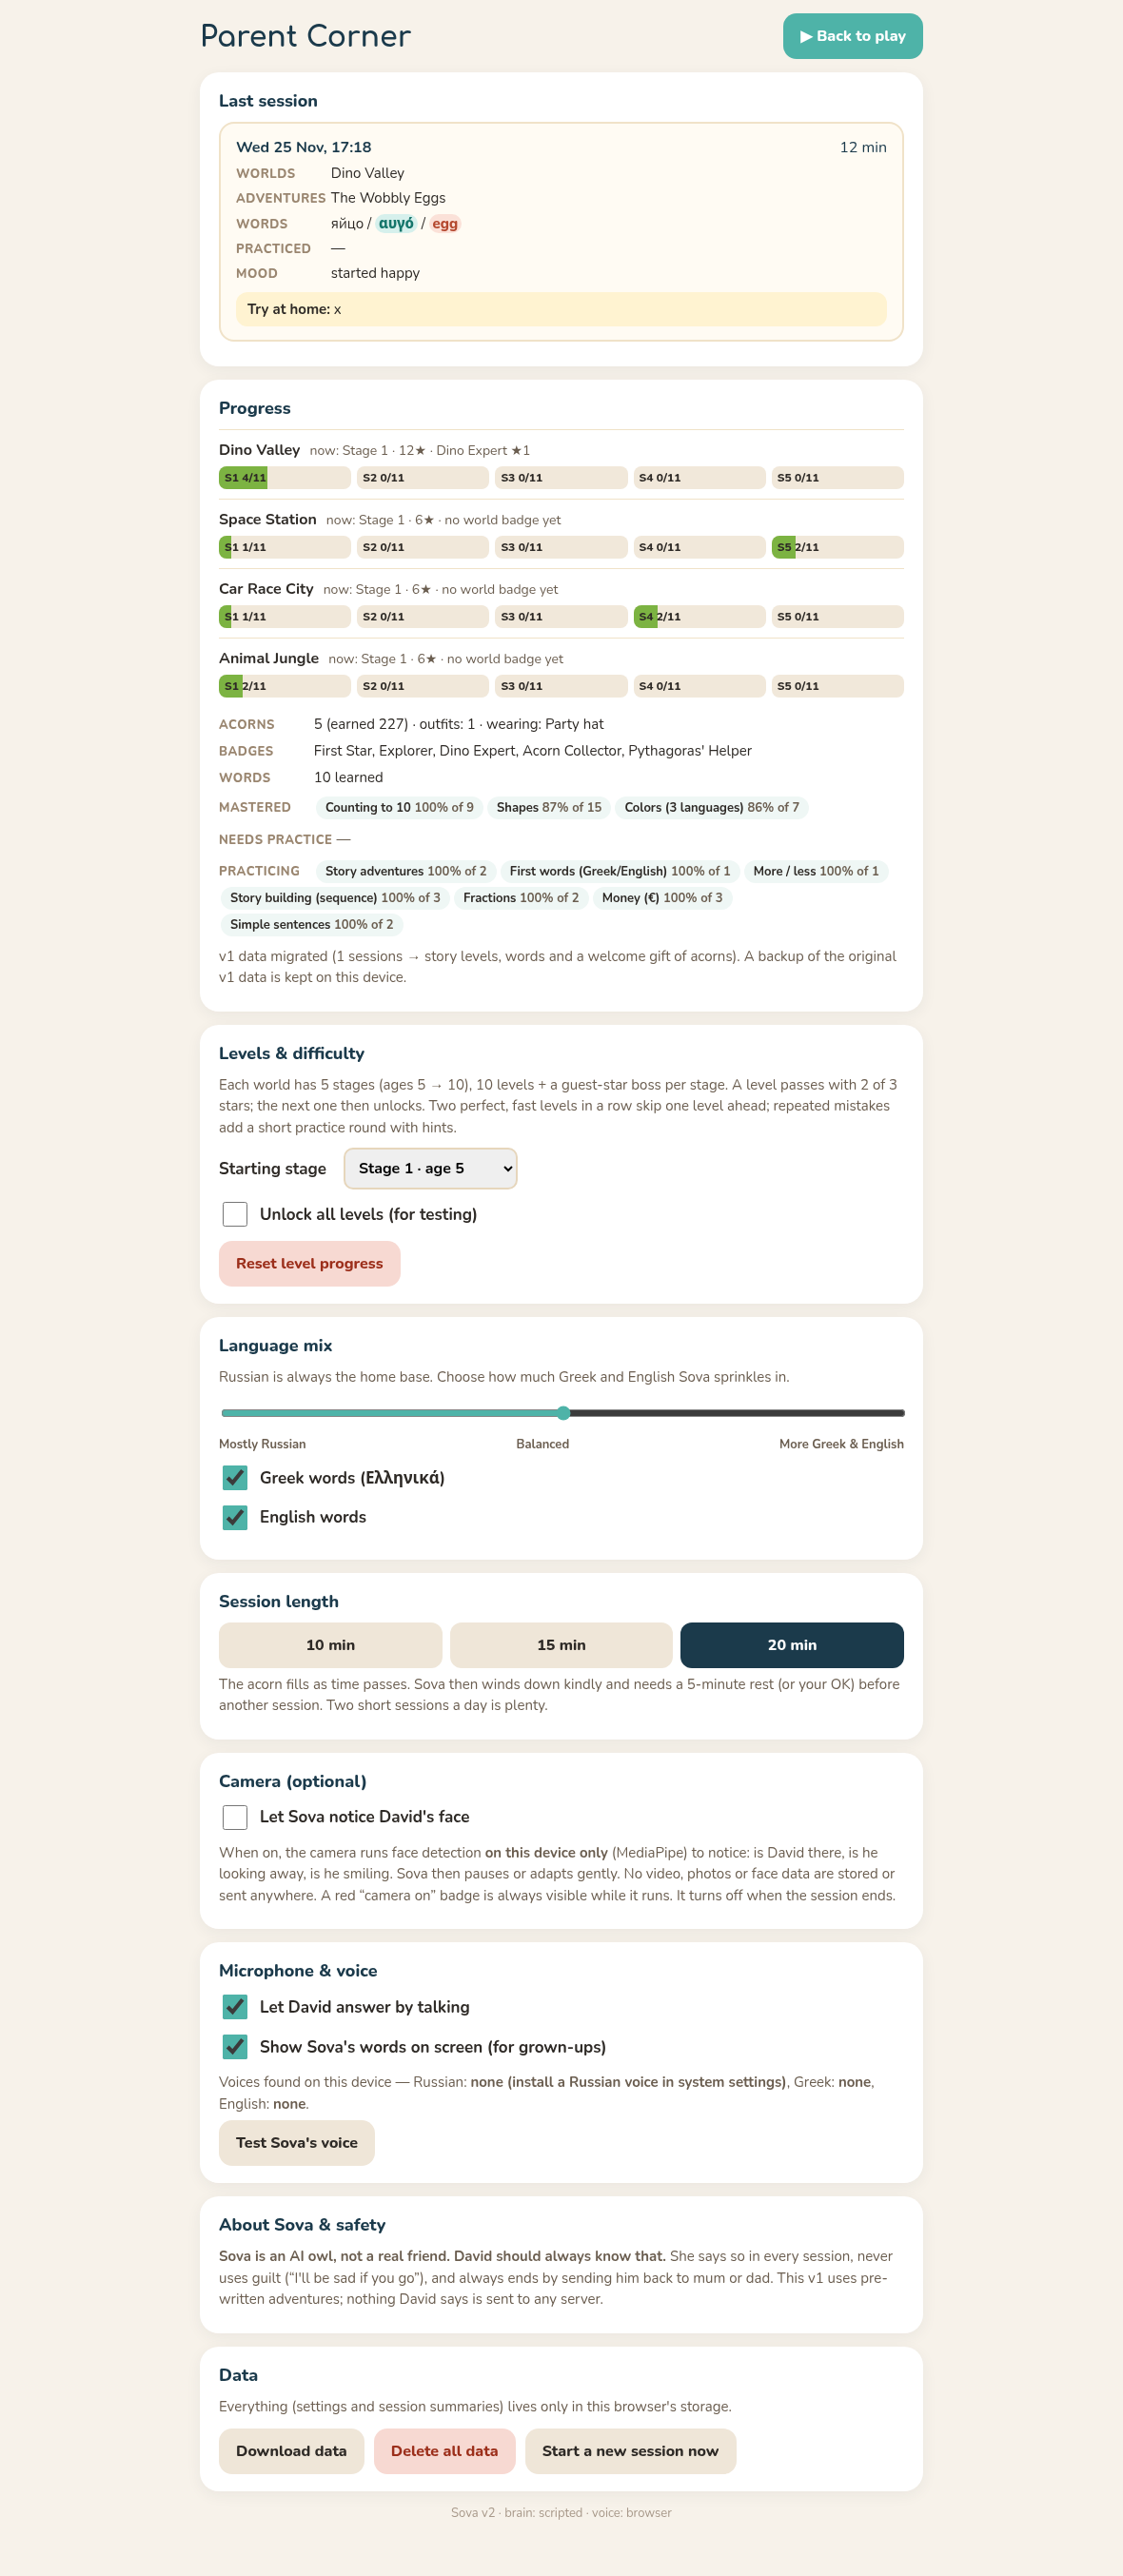 Parent Corner
▶ Back to play
Last session
Wed 25 Nov, 17:18 12 min
WORLDS Dino Valley
ADVENTURES The Wobbly Eggs
WORDS яйцо / αυγό / egg
PRACTICED —
MOOD started happy
Try at home: x
Progress
Dino Valley now: Stage 1 · 12★ · Dino Expert ★1
S1 4/11 S2 0/11 S3 0/11 S4 0/11 S5 0/11
Space Station now: Stage 1 · 6★ · no world badge yet
S1 1/11 S2 0/11 S3 0/11 S4 0/11 S5 2/11
Car Race City now: Stage 1 · 6★ · no world badge yet
S1 1/11 S2 0/11 S3 0/11 S4 2/11 S5 0/11
Animal Jungle now: Stage 1 · 6★ · no world badge yet
S1 2/11 S2 0/11 S3 0/11 S4 0/11 S5 0/11
ACORNS 5 (earned 227) · outfits: 1 · wearing: Party hat
BADGES First Star, Explorer, Dino Expert, Acorn Collector, Pythagoras' Helper
WORDS 10 learned
MASTERED Counting to 10 100% of 9 Shapes 87% of 15 Colors (3 languages) 86% of 7
NEEDS PRACTICE —
PRACTICING Story adventures 100% of 2 First words (Greek/English) 100% of 1 More / less 100% of 1
Story building (sequence) 100% of 3 Fractions 100% of 2 Money (€) 100% of 3
Simple sentences 100% of 2
v1 data migrated (1 sessions → story levels, words and a welcome gift of acorns). A backup of the original
v1 data is kept on this device.
Levels & difficulty
Each world has 5 stages (ages 5 → 10), 10 levels + a guest-star boss per stage. A level passes with 2 of 3
stars; the next one then unlocks. Two perfect, fast levels in a row skip one level ahead; repeated mistakes
add a short practice round with hints.
Starting stage Stage 1 · age 5
Unlock all levels (for testing)
Reset level progress
Language mix
Russian is always the home base. Choose how much Greek and English Sova sprinkles in.
Mostly Russian Balanced More Greek & English
Greek words (Ελληνικά)
English words
Session length
10 min 15 min 20 min
The acorn fills as time passes. Sova then winds down kindly and needs a 5-minute rest (or your OK) before
another session. Two short sessions a day is plenty.
Camera (optional)
Let Sova notice David's face
When on, the camera runs face detection on this device only (MediaPipe) to notice: is David there, is he
looking away, is he smiling. Sova then pauses or adapts gently. No video, photos or face data are stored or
sent anywhere. A red “camera on” badge is always visible while it runs. It turns off when the session ends.
Microphone & voice
Let David answer by talking
Show Sova's words on screen (for grown-ups)
Voices found on this device — Russian: none (install a Russian voice in system settings), Greek: none,
English: none.
Test Sova's voice
About Sova & safety
Sova is an AI owl, not a real friend. David should always know that. She says so in every session, never
uses guilt (“I'll be sad if you go”), and always ends by sending him back to mum or dad. This v1 uses pre-
written adventures; nothing David says is sent to any server.
Data
Everything (settings and session summaries) lives only in this browser's storage.
Download data Delete all data Start a new session now
Sova v2 · brain: scripted · voice: browser